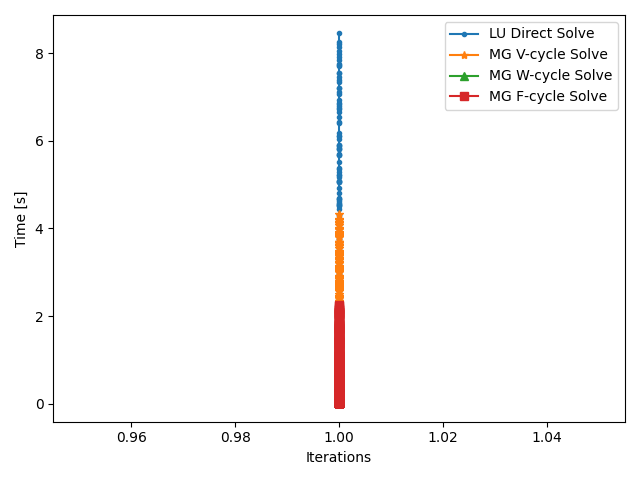 LU Direct Solve
MG V-cycle Solve
MG W-cycle Solve
MG F-cycle Solve
Time [s]
8
6
4
2
0
0.96 0.98 1.00 1.02 1.04
Iterations